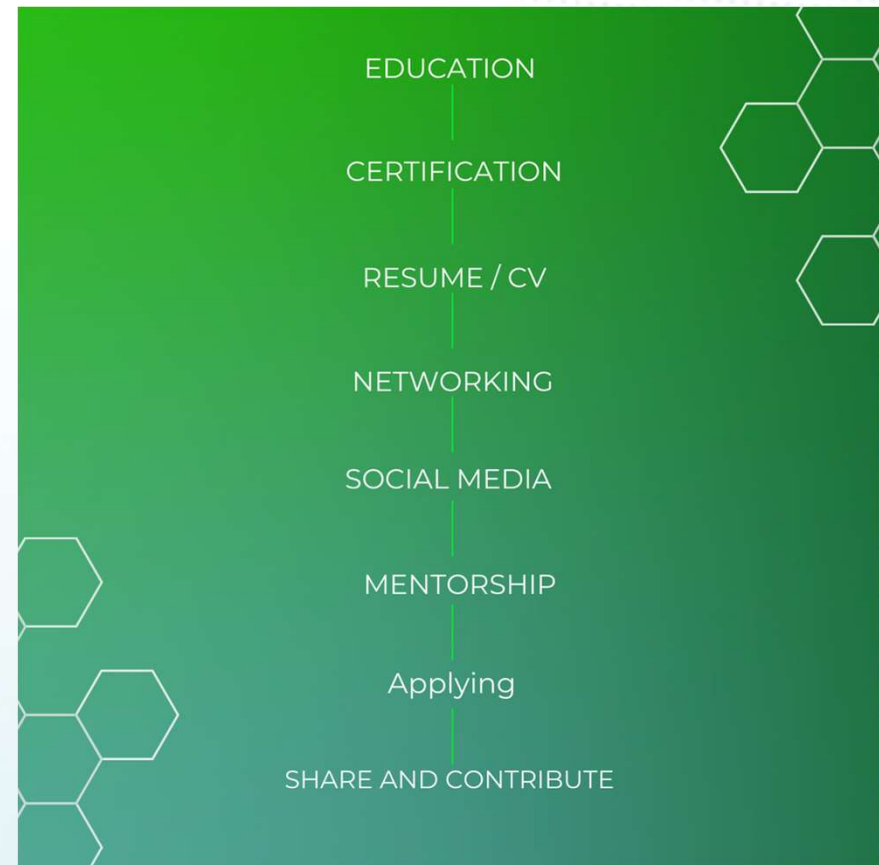 EDUCATION
CERTIFICATION
RESUME / CV
NETWORKING
SOCIAL MEDIA
MENTORSHIP
Applying
SHARE AND CONTRIBUTE